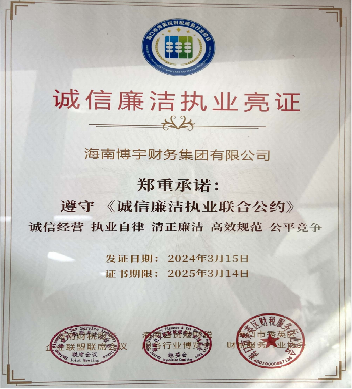 诚信廉洁执业亮证
海南博宇财务集团有限公司
郑重承诺：
遵守《诚信廉洁执业联合公约》
诚信经营 执业自律 清正廉洁 高效规范 公平竞争
发证日期：2024年3月15日
证书期限：2025年3月14日